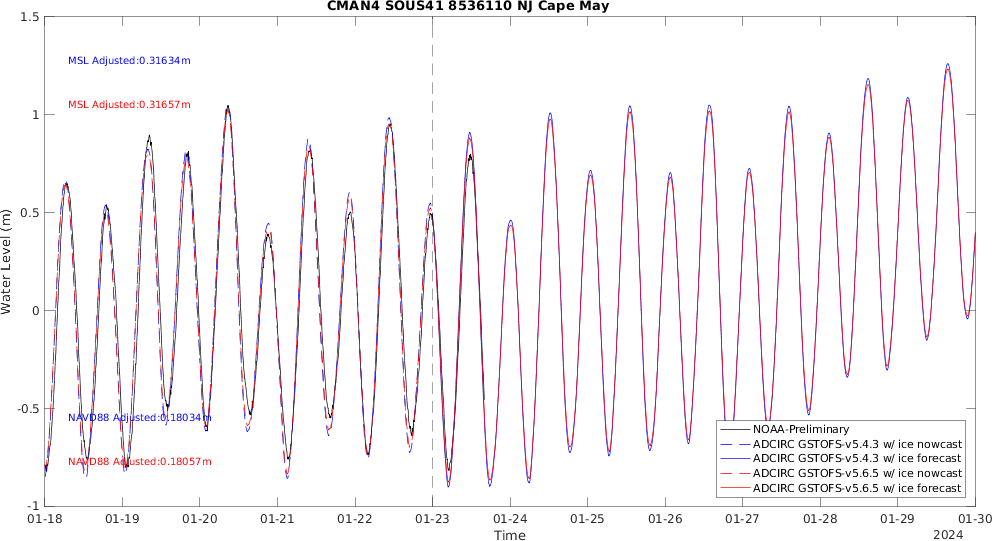 CMAN4 SOUS41 8536110 NJ Cape May
1.5
1
0.5
0
-0.5
-1
Water Level (m)
MSL Adjusted:0.31634m
MSL Adjusted:0.31657m
NAVD88 Adjusted:0.18034m
NAVD88 Adjusted:0.18057m
NOAA-Preliminary
ADCIRC GSTOFS-v5.4.3 w/ ice nowcast
ADCIRC GSTOFS-v5.4.3 w/ ice forecast
ADCIRC GSTOFS-v5.6.5 w/ ice nowcast
ADCIRC GSTOFS-v5.6.5 w/ ice forecast
01-18 01-19 01-20 01-21 01-22 01-23 01-24 01-25 01-26 01-27 01-28 01-29 01-30
Time
2024